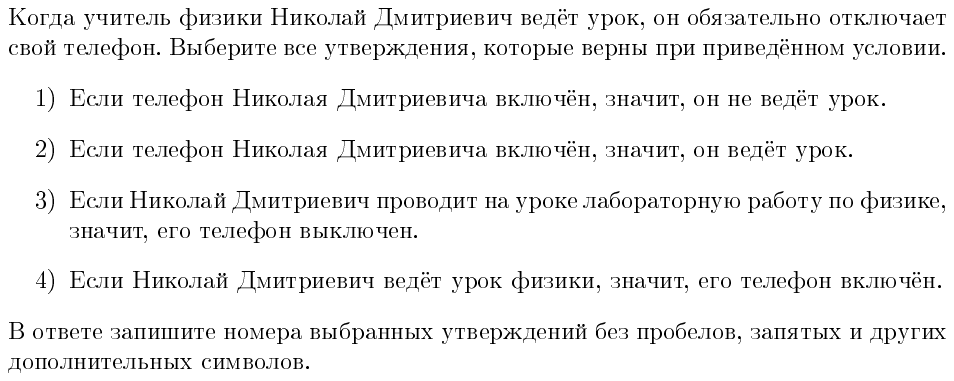 Когда учитель физики Николай Дмитриевич ведёт урок, он обязательно отключает
свой телефон. Выберите все утверждения, которые верны при приведённом условии.
1) Если телефон Николая Дмитриевича включён, значит, он не ведёт урок.
2) Если телефон Николая Дмитриевича включён, значит, он ведёт урок.
3) Если Николай Дмитриевич проводит на уроке лабораторную работу по физике,
значит, его телефон выключен.
4) Если Николай Дмитриевич ведёт урок физики, значит, его телефон включён.
В ответе запишите номера выбранных утверждений без пробелов, запятых и других
дополнительных символов.